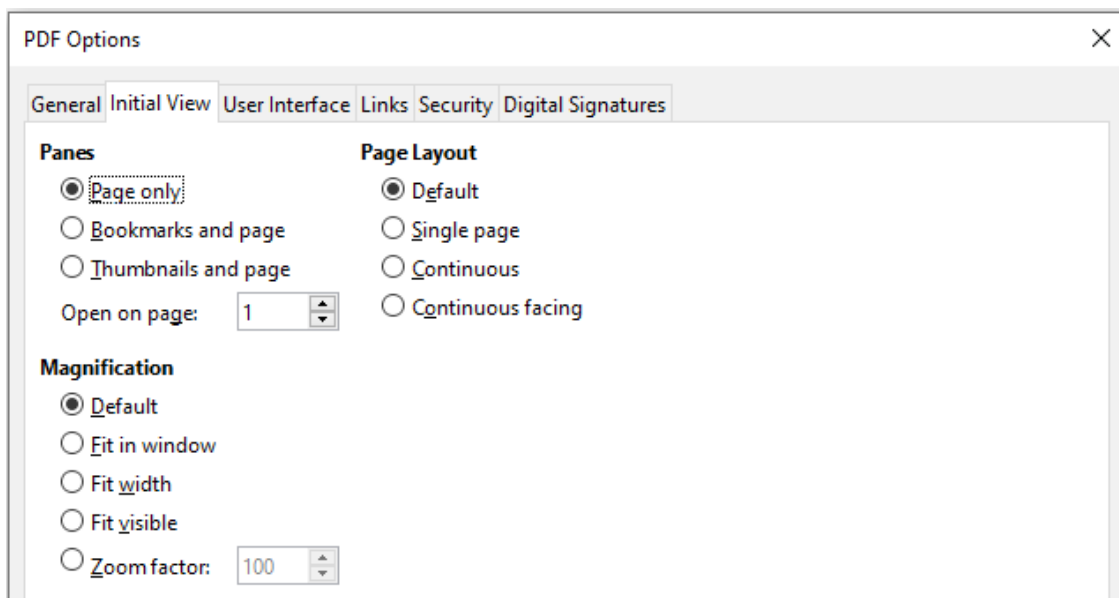 PDF Options
General Initial View User Interface Links Security Digital Signatures
Panes
Page only
Bookmarks and page
Thumbnails and page
Open on page: 1
Page Layout
Default
Single page
Continuous
Continuous facing
Magnification
Default
Fit in window
Fit width
Fit visible
Zoom factor: 100